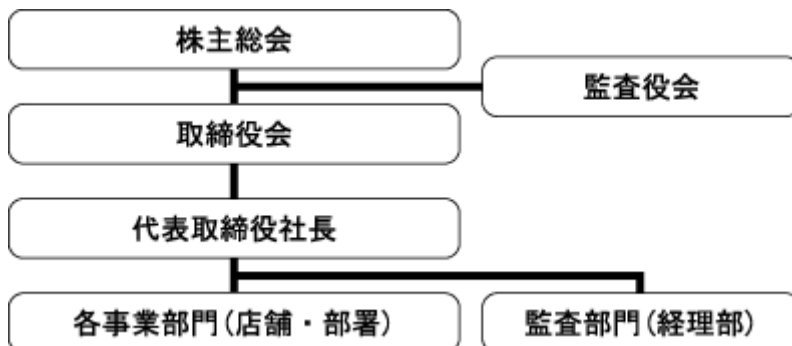 株主総会
監査役会
取締役会
代表取締役社長
各事業部門(店舗・部署)
監査部門(経理部)